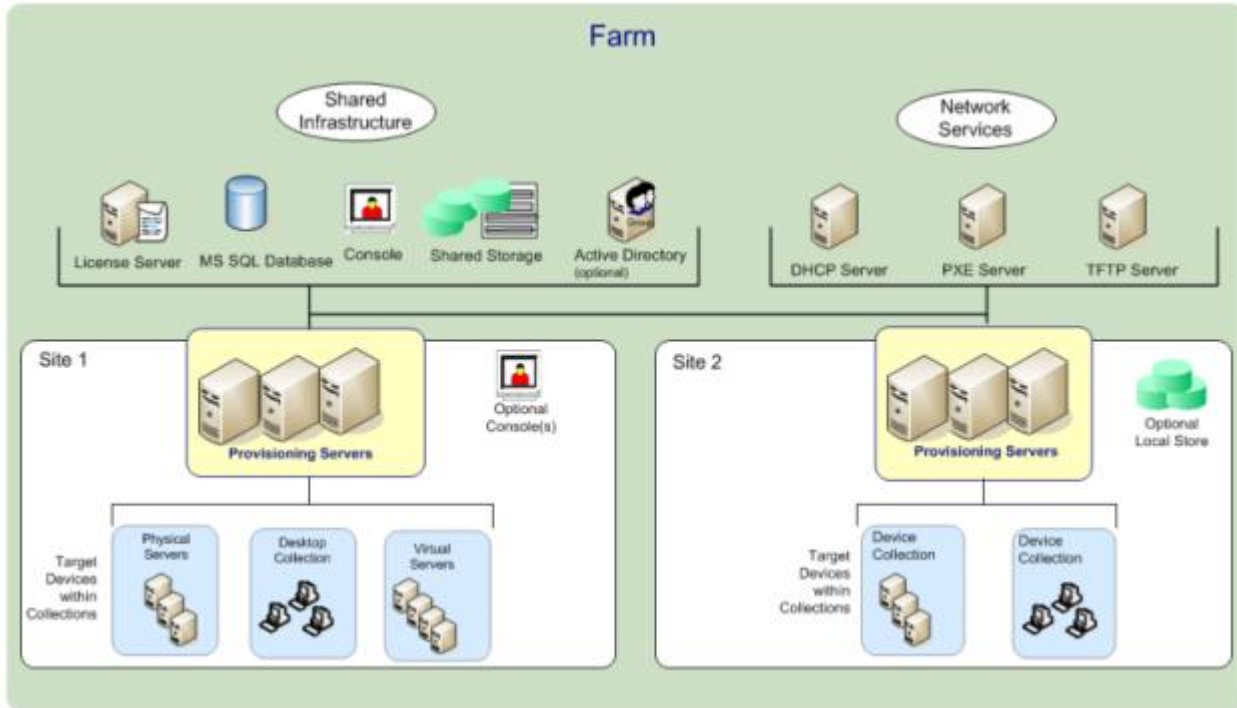 Farm
Shared
Infrastructure
Network
Services
License Server
MS SQL Database
Console
Shared Storage
Group
Active Directory
(optional)
DHCP Server
PXE Server
TFTP Server
Site 1
Provisioning Servers
Optional
Console(s)
Target
Devices
within
Collections
Physical
Servers
Desktop
Collection
Virtual
Servers
Site 2
Provisioning Servers
Optional
Local Store
Target
Devices
within
Collections
Device
Collection
Device
Collection